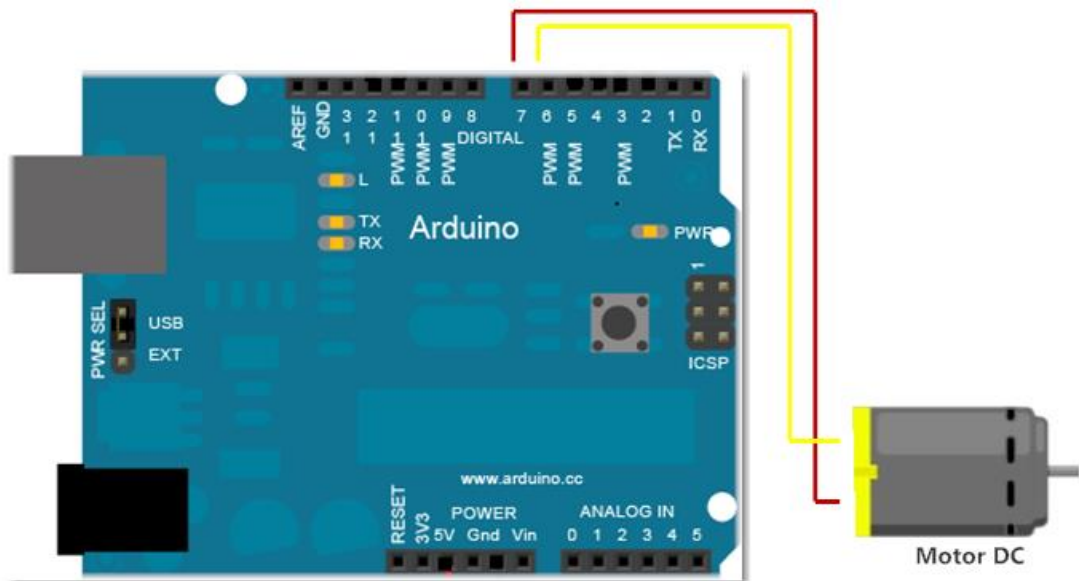 AREF
GND
1 3
1 2
1 1 PWM
1 0 PWM
9 PWM
8
DIGITAL
7
6 PWM
5 PWM
4
3 PWM
2
1 TX
0 RX
L
TX
RX
Arduino
PWR
1
PWR SEL
USB
EXT
ICSP
www.arduino.cc
POWER
ANALOG IN
RESET
3V3
5V Gnd Vin
0 1 2 3 4 5
Motor DC